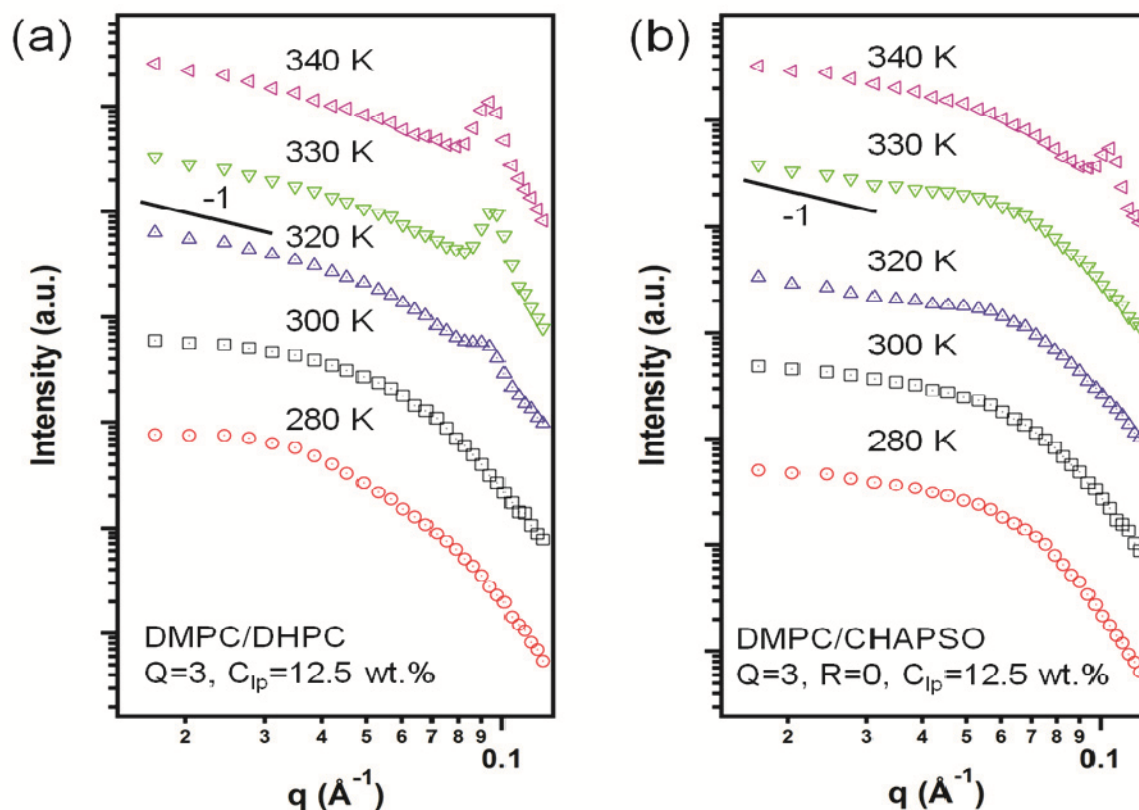 (a)
340 K
330 K
-1
320 K
300 K
280 K
DMPC/DHPC
Q=3, C_lp=12.5 wt.%
Intensity (a.u.)
2 3 4 5 6 7 8 9 0.1
q (Å⁻¹)
(b)
340 K
330 K
-1
320 K
300 K
280 K
DMPC/CHAPSO
Q=3, R=0, C_lp=12.5 wt.%
Intensity (a.u.)
2 3 4 5 6 7 8 9 0.1
q (Å⁻¹)